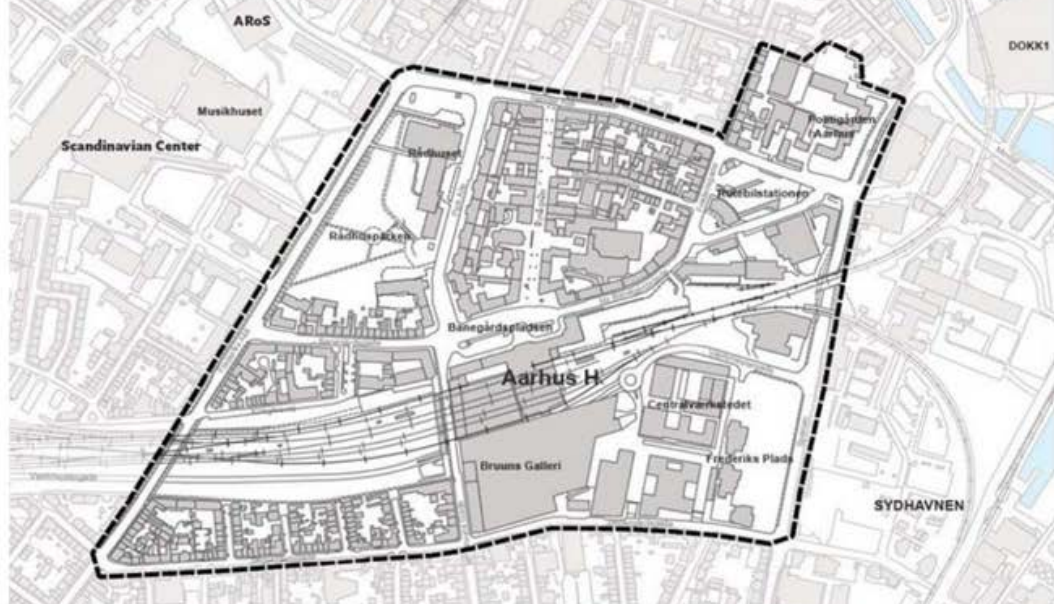 ARoS
DOKK1
Musikhuset
Scandinavian Center
Rådhuset
Rutebilstationen
Rådhusparken
Banegårdspladsen
Aarhus H.
Centralværkstedet
Bruuns Galleri
Frederiks Plads
SYDHAVNEN